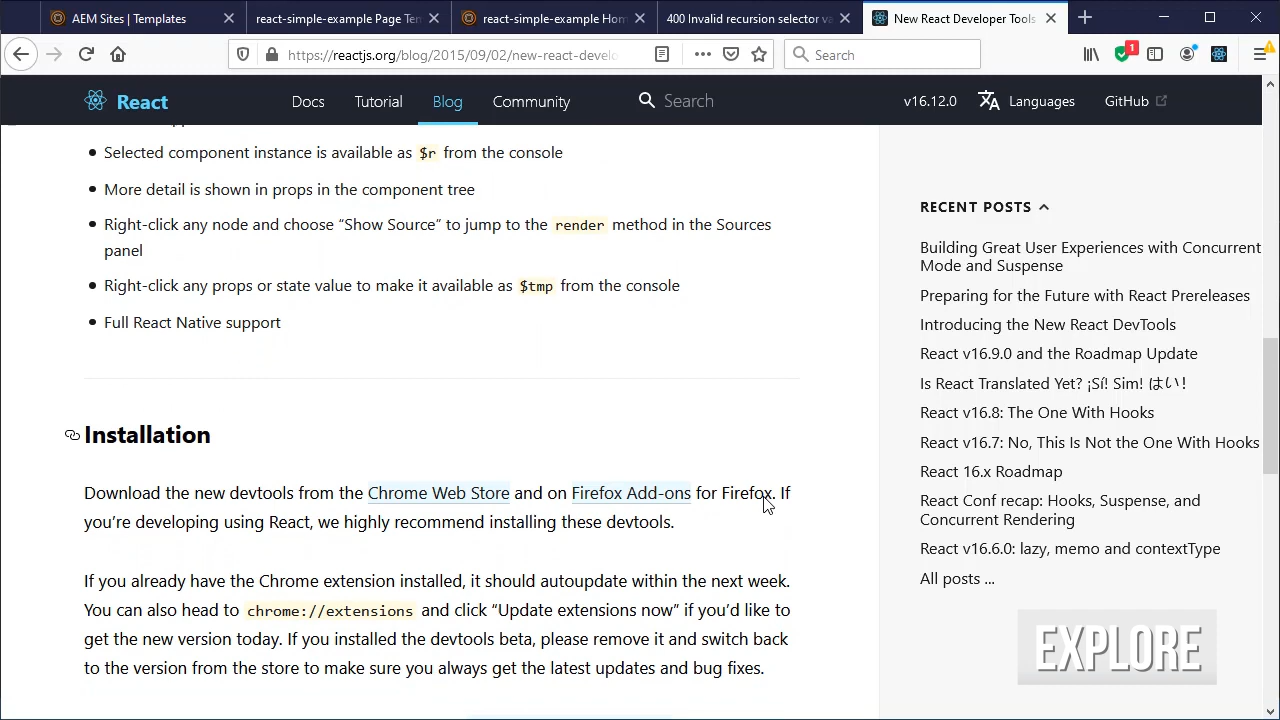 AEM Sites | Templates
react-simple-example Page Tem
react-simple-example Hom
400 Invalid recursion selector va
New React Developer Tools
https://reactjs.org/blog/2015/09/02/new-react-develo
Search
1
React
Docs
Tutorial
Blog
Community
Search
v16.12.0
Languages
GitHub
Selected component instance is available as $r from the console
More detail is shown in props in the component tree
Right-click any node and choose “Show Source” to jump to the render method in the Sources
panel
Right-click any props or state value to make it available as $tmp from the console
Full React Native support
Installation
Download the new devtools from the Chrome Web Store and on Firefox Add-ons for Firefox. If
you’re developing using React, we highly recommend installing these devtools.
If you already have the Chrome extension installed, it should autoupdate within the next week.
You can also head to chrome://extensions and click “Update extensions now” if you’d like to
get the new version today. If you installed the devtools beta, please remove it and switch back
to the version from the store to make sure you always get the latest updates and bug fixes.
RECENT POSTS
Building Great User Experiences with Concurrent
Mode and Suspense
Preparing for the Future with React Prereleases
Introducing the New React DevTools
React v16.9.0 and the Roadmap Update
Is React Translated Yet? ¡Sí! Sim! はい!
React v16.8: The One With Hooks
React v16.7: No, This Is Not the One With Hooks
React 16.x Roadmap
React Conf recap: Hooks, Suspense, and
Concurrent Rendering
React v16.6.0: lazy, memo and contextType
All posts ...
EXPLORE